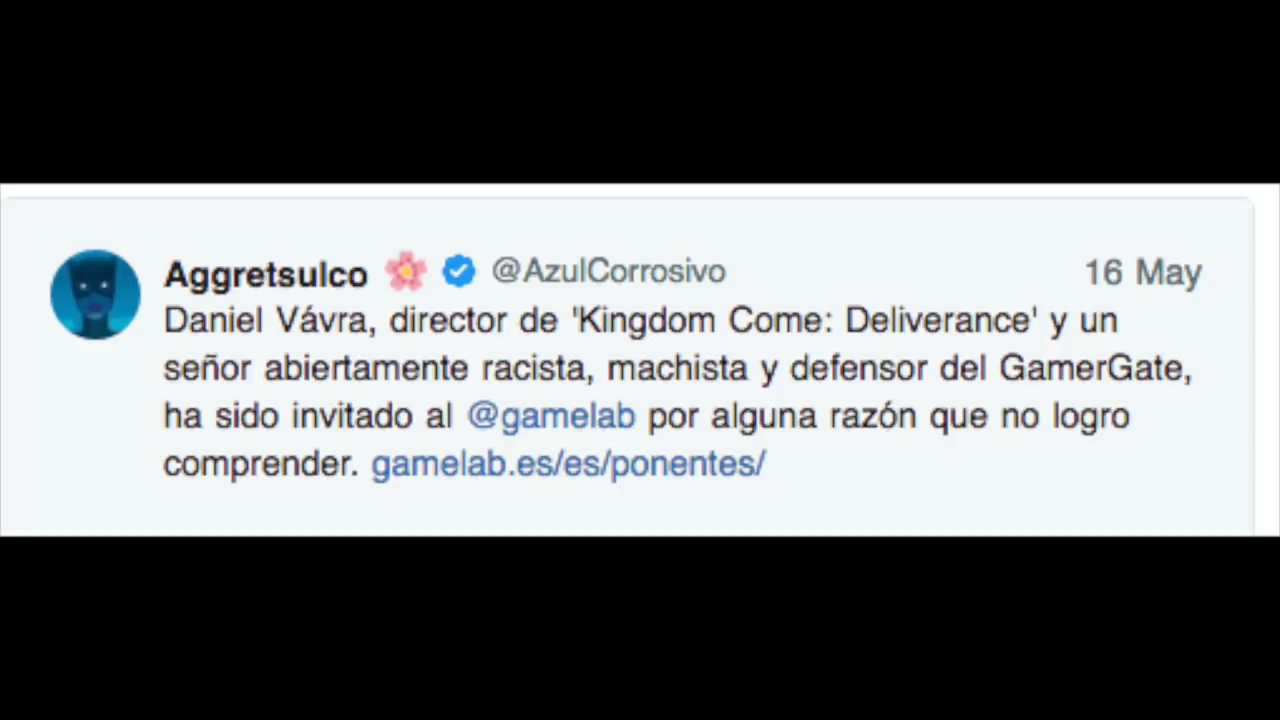 Aggretsulco 🌸 @AzulCorrosivo 16 May
Daniel Vávra, director de 'Kingdom Come: Deliverance' y un
señor abiertamente racista, machista y defensor del GamerGate,
ha sido invitado al @gamelab por alguna razón que no logro
comprender. gamelab.es/es/ponentes/